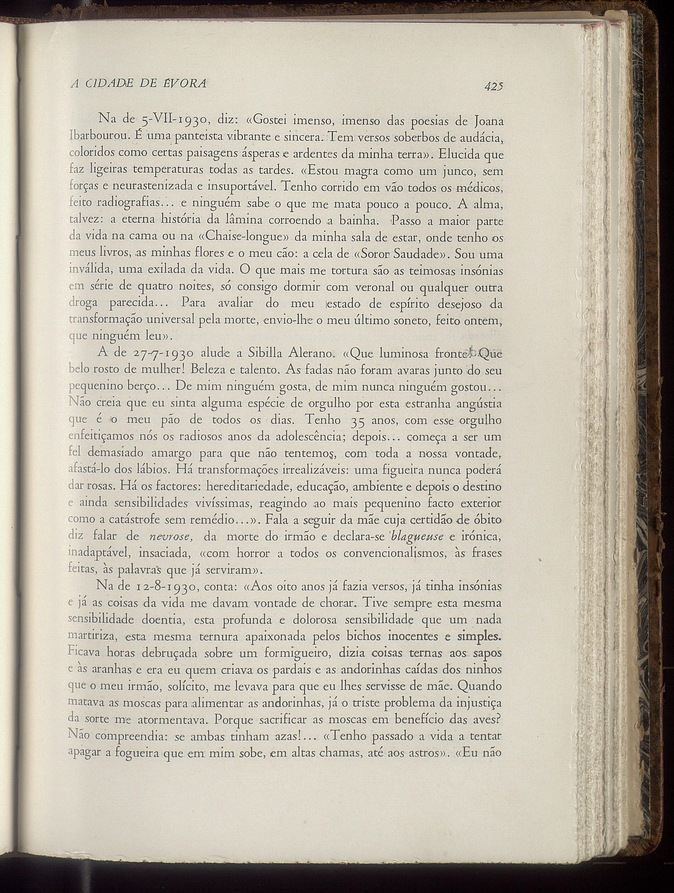 A CIDADE DE ÉVORA 425
Na de 5-VII-1930, diz: «Gostei imenso, imenso das poesias de Joana
Ibarbourou. É uma panteista vibrante e sincera. Tem versos soberbos de audácia,
coloridos como certas paisagens ásperas e ardentes da minha terra». Elucida que
faz ligeiras temperaturas todas as tardes. «Estou magra como um junco, sem
forças e neurastenizada e insuportável. Tenho corrido em vão todos os médicos,
feito radiografias... e ninguém sabe o que me mata pouco a pouco. A alma,
talvez: a eterna história da lâmina corroendo a bainha. Passo a maior parte
da vida na cama ou na «Chaise-longue» da minha sala de estar, onde tenho os
meus livros, as minhas flores e o meu cão: a cela de «Soror Saudade». Sou uma
inválida, uma exilada da vida. O que mais me tortura são as teimosas insónias
em série de quatro noites, só consigo dormir com veronal ou qualquer outra
droga parecida... Para avaliar do meu estado de espírito desejoso da
transformação universal pela morte, envio-lhe o meu último soneto, feito ontem,
que ninguém leu».
A de 27-7-1930 alude a Sibilla Alerano. «Que luminosa fronte! Que
belo rosto de mulher! Beleza e talento. As fadas não foram avaras junto do seu
pequenino berço... De mim ninguém gosta, de mim nunca ninguém gostou...
Não creia que eu sinta alguma espécie de orgulho por esta estranha angústia
que é o meu pão de todos os dias. Tenho 35 anos, com esse orgulho
enfeitiçamos nós os radiosos anos da adolescência; depois... começa a ser um
fel demasiado amargo para que não tentemos, com toda a nossa vontade,
afastá-lo dos lábios. Há transformações irrealizáveis: uma figueira nunca poderá
dar rosas. Há os factores: hereditariedade, educação, ambiente e depois o destino
e ainda sensibilidades vivíssimas, reagindo ao mais pequenino facto exterior
como a catástrofe sem remédio...». Fala a seguir da mãe cuja certidão de óbito
diz falar de nevrose, da morte do irmão e declara-se blagueuse e irónica,
inadaptável, insaciada, «com horror a todos os convencionalismos, às frases
feitas, às palavras que já serviram».
Na de 12-8-1930, conta: «Aos oito anos já fazia versos, já tinha insónias
e já as coisas da vida me davam vontade de chorar. Tive sempre esta mesma
sensibilidade doentia, esta profunda e dolorosa sensibilidade que um nada
martiriza, esta mesma ternura apaixonada pelos bichos inocentes e simples.
Ficava horas debruçada sobre um formigueiro, dizia coisas ternas aos sapos
e às aranhas e era eu quem criava os pardais e as andorinhas caídas dos ninhos
que o meu irmão, solícito, me levava para que eu lhes servisse de mãe. Quando
matava as moscas para alimentar as andorinhas, já o triste problema da injustiça
da sorte me atormentava. Porque sacrificar as moscas em benefício das aves?
Não compreendia: se ambas tinham azas!... «Tenho passado a vida a tentar
apagar a fogueira que em mim sobe, em altas chamas, até aos astros». «Eu não